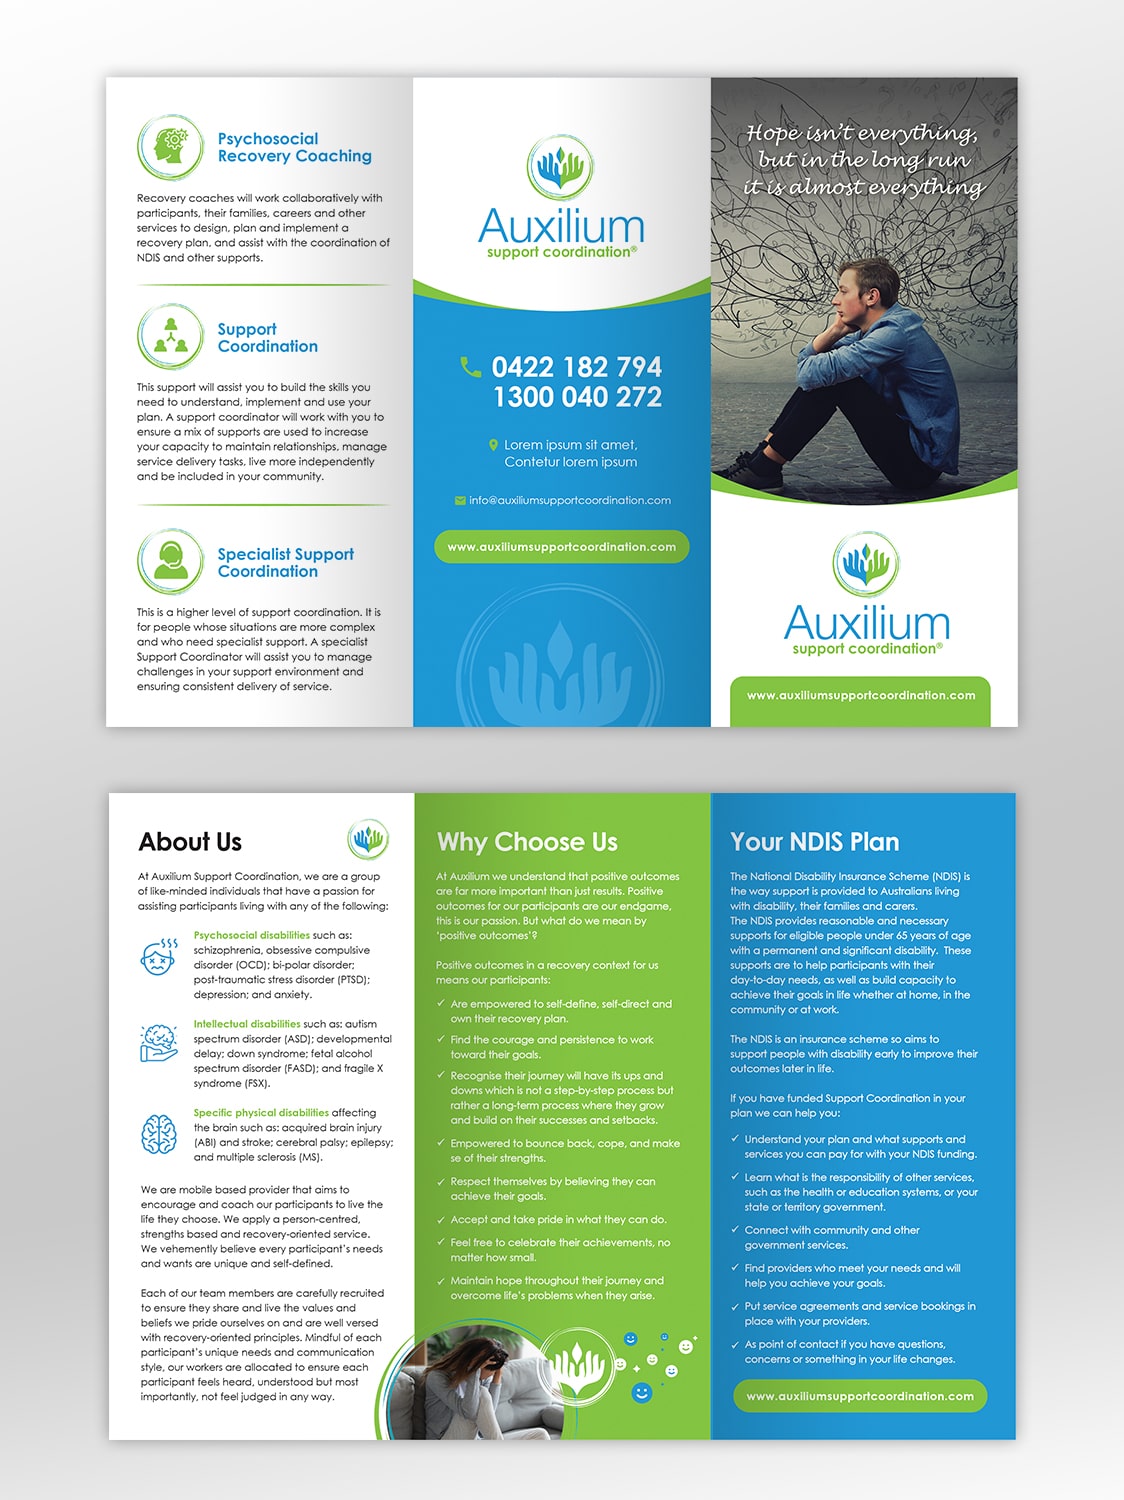 Psychosocial
Recovery Coaching
Recovery coaches will work collaboratively with
participants, their families, careers and other
services to design, plan and implement a
recovery plan, and assist with the coordination of
NDIS and other supports.
Support
Coordination
This support will assist you to build the skills you
need to understand, implement and use your
plan. A support coordinator will work with you to
ensure a mix of supports are used to increase
your capacity to maintain relationships, manage
service delivery tasks, live more independently
and be included in your community.
Specialist Support
Coordination
This is a higher level of support coordination. It is
for people whose situations are more complex
and who need specialist support. A specialist
Support Coordinator will assist you to manage
challenges in your support environment and
ensuring consistent delivery of service.
Auxilium
support coordination®
0422 182 794
1300 040 272
Lorem ipsum sit amet,
Contetur lorem ipsum
info@auxiliumsupportcoordination.com
www.auxiliumsupportcoordination.com
Hope isn't everything,
but in the long run
it is almost everything
Auxilium
support coordination®
www.auxiliumsupportcoordination.com
About Us
At Auxilium Support Coordination, we are a group
of like-minded individuals that have a passion for
assisting participants living with any of the following:
Psychosocial disabilities such as:
schizophrenia, obsessive compulsive
disorder (OCD); bi-polar disorder;
post-traumatic stress disorder (PTSD);
depression; and anxiety.
Intellectual disabilities such as: autism
spectrum disorder (ASD); developmental
delay; down syndrome; fetal alcohol
spectrum disorder (FASD); and fragile X
syndrome (FSX).
Specific physical disabilities affecting
the brain such as: acquired brain injury
(ABI) and stroke; cerebral palsy; epilepsy;
and multiple sclerosis (MS).
We are mobile based provider that aims to
encourage and coach our participants to live the
life they choose. We apply a person-centred,
strengths based and recovery-oriented service.
We vehemently believe every participant's needs
and wants are unique and self-defined.
Each of our team members are carefully recruited
to ensure they share and live the values and
beliefs we pride ourselves on and are well versed
with recovery-oriented principles. Mindful of each
participant's unique needs and communication
style, our workers are allocated to ensure each
participant feels heard, understood but most
importantly, not feel judged in any way.
Why Choose Us
At Auxilium we understand that positive outcomes
are far more important than just results. Positive
outcomes for our participants are our endgame,
this is our passion. But what do we mean by
'positive outcomes'?
Positive outcomes in a recovery context for us
means our participants:
Are empowered to self-define, self-direct and
own their recovery plan.
Find the courage and persistence to work
toward their goals.
Recognise their journey will have its ups and
downs which is not a step-by-step process but
rather a long-term process where they grow
and build on their successes and setbacks.
Empowered to bounce back, cope, and make
se of their strengths.
Respect themselves by believing they can
achieve their goals.
Accept and take pride in what they can do.
Feel free to celebrate their achievements, no
matter how small.
Maintain hope throughout their journey and
overcome life's problems when they arise.
Your NDIS Plan
The National Disability Insurance Scheme (NDIS) is
the way support is provided to Australians living
with disability, their families and carers.
The NDIS provides reasonable and necessary
supports for eligible people under 65 years of age
with a permanent and significant disability. These
supports are to help participants with their
day-to-day needs, as well as build capacity to
achieve their goals in life whether at home, in the
community or at work.
The NDIS is an insurance scheme so aims to
support people with disability early to improve their
outcomes later in life.
If you have funded Support Coordination in your
plan we can help you:
Understand your plan and what supports and
services you can pay for with your NDIS funding.
Learn what is the responsibility of other services,
such as the health or education systems, or your
state or territory government.
Connect with community and other
government services.
Find providers who meet your needs and will
help you achieve your goals.
Put service agreements and service bookings in
place with your providers.
As point of contact if you have questions,
concerns or something in your life changes.
www.auxiliumsupportcoordination.com